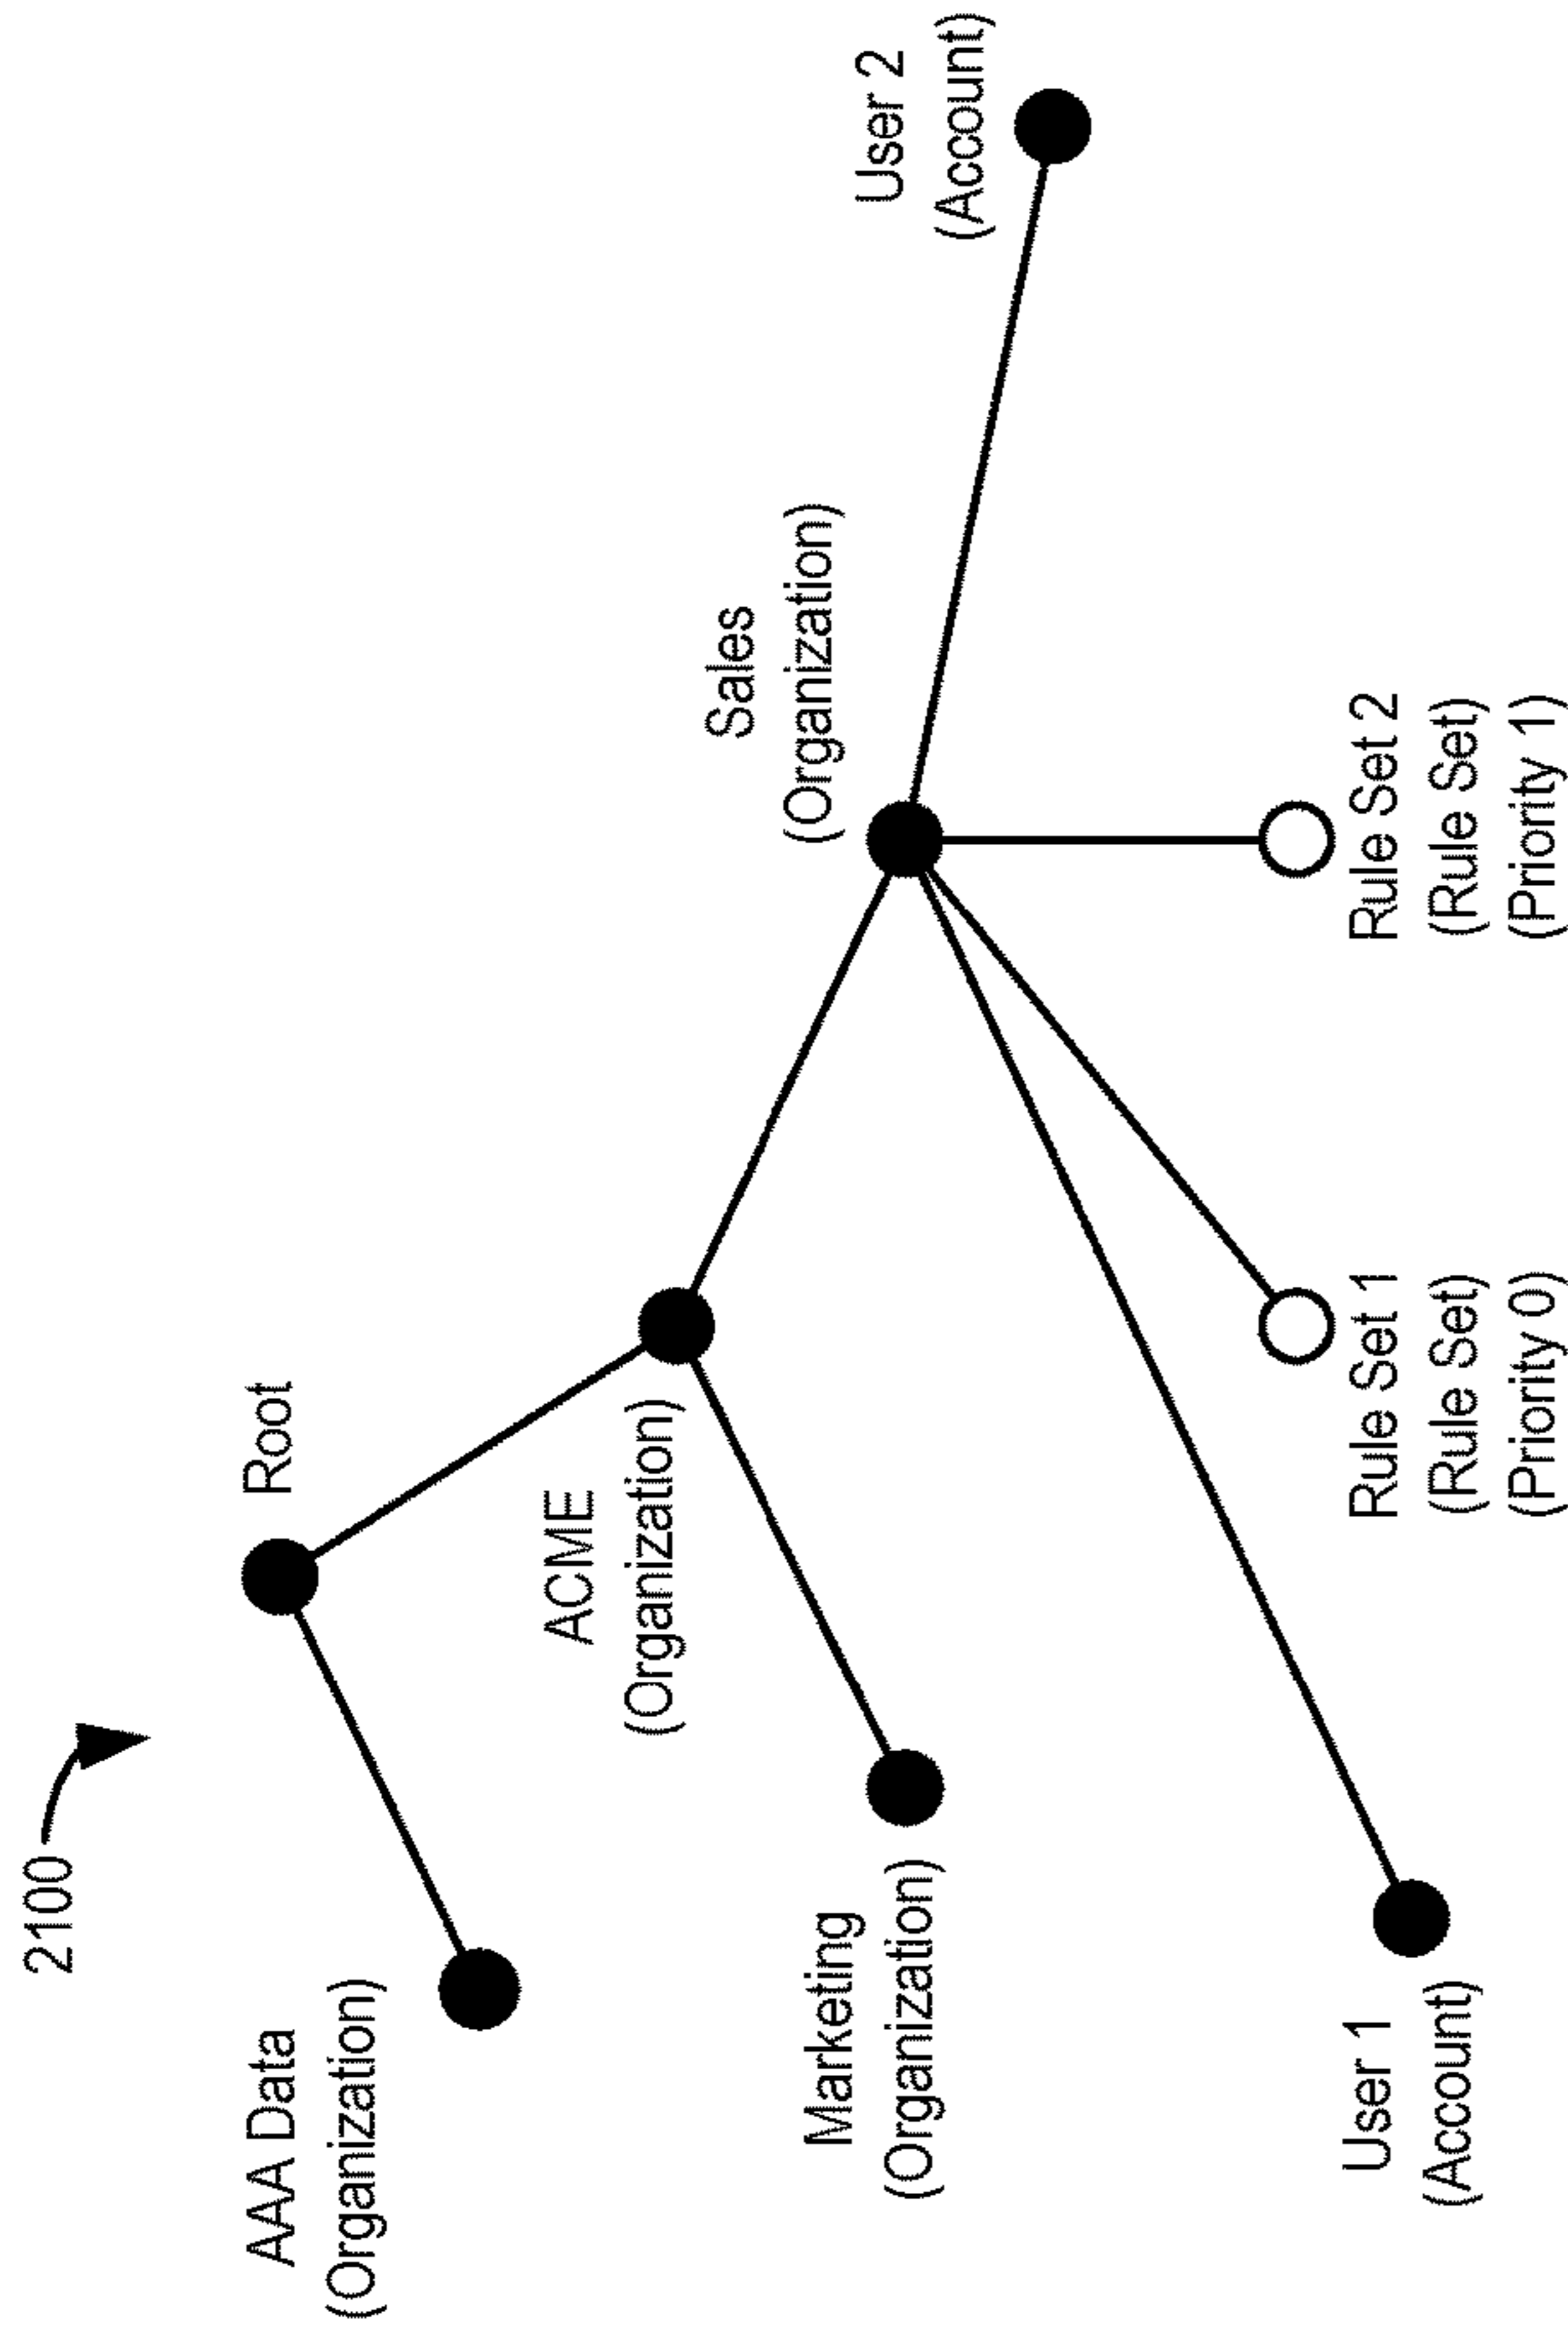 2100
AAA Data
(Organization)
Root
ACME
(Organization)
Marketing
(Organization)
Sales
(Organization)
User 2
(Account)
User 1
(Account)
Rule Set 1
(Rule Set)
(Priority 0)
Rule Set 2
(Rule Set)
(Priority 1)